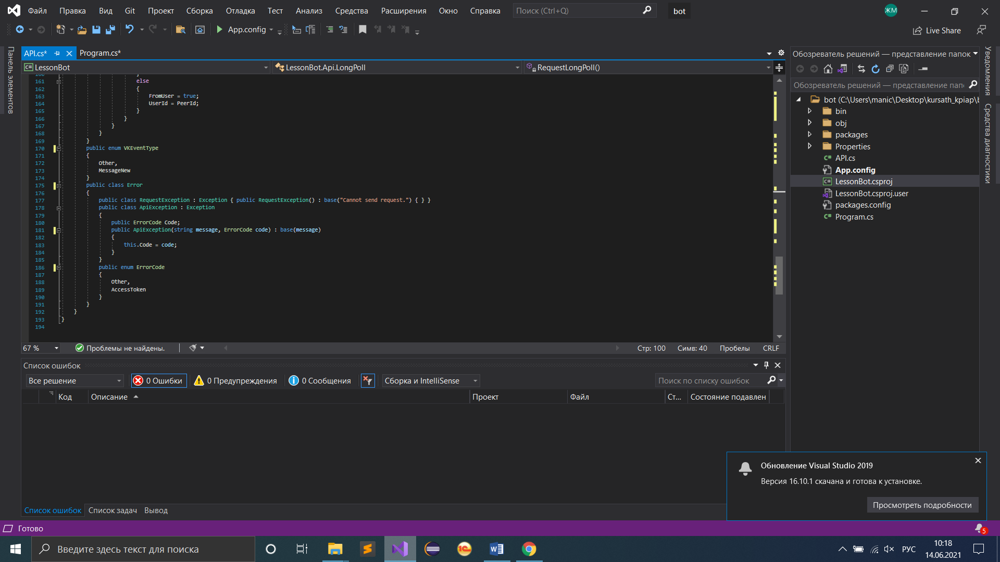 Файл Правка Вид Git Проект Сборка Отладка Тест Анализ Средства Расширения Окно Справка Поиск (Ctrl+Q) bot ЖМ
App.config Live Share
Панель элементов
API.cs* Program.cs*
LessonBot LessonBot.Api.LongPoll RequestLongPoll()
161 else
162 {
163 FromUser = true;
164 UserId = PeerId;
165 }
166 }
167 }
168 }
169 }
170 public enum VKEventType
171 {
172 Other,
173 MessageNew
174 }
175 public class Error
176 {
177 public class RequestException : Exception { public RequestException() : base("Cannot send request.") { } }
178 public class ApiException : Exception
179 {
180 public ErrorCode Code;
181 public ApiException(string message, ErrorCode code) : base(message)
182 {
183 this.Code = code;
184 }
185 }
186 public enum ErrorCode
187 {
188 Other,
189 AccessToken
190 }
191 }
192 }
193 }
194
67 % Проблемы не найдены. Стр: 100 Симв: 40 Пробелы CRLF
Список ошибок
Все решение 0 Ошибки 0 Предупреждения 0 Сообщения Сборка и IntelliSense Поиск по списку ошибок
Код Описание Проект Файл Ст... Состояние подавлен
Список ошибок Список задач Вывод
Обозреватель решений — представление папок
Обозреватель решений — представление папі
bot (C:\Users\manic\Desktop\kursath_kpiap\b
bin
obj
packages
Properties
API.cs
App.config
LessonBot.csproj
LessonBot.csproj.user
packages.config
Program.cs
Уведомления
Средства диагностики
Обновление Visual Studio 2019
Версия 16.10.1 скачана и готова к установке.
Просмотреть подробности
Готово 5
Введите здесь текст для поиска РУС 10:18
14.06.2021